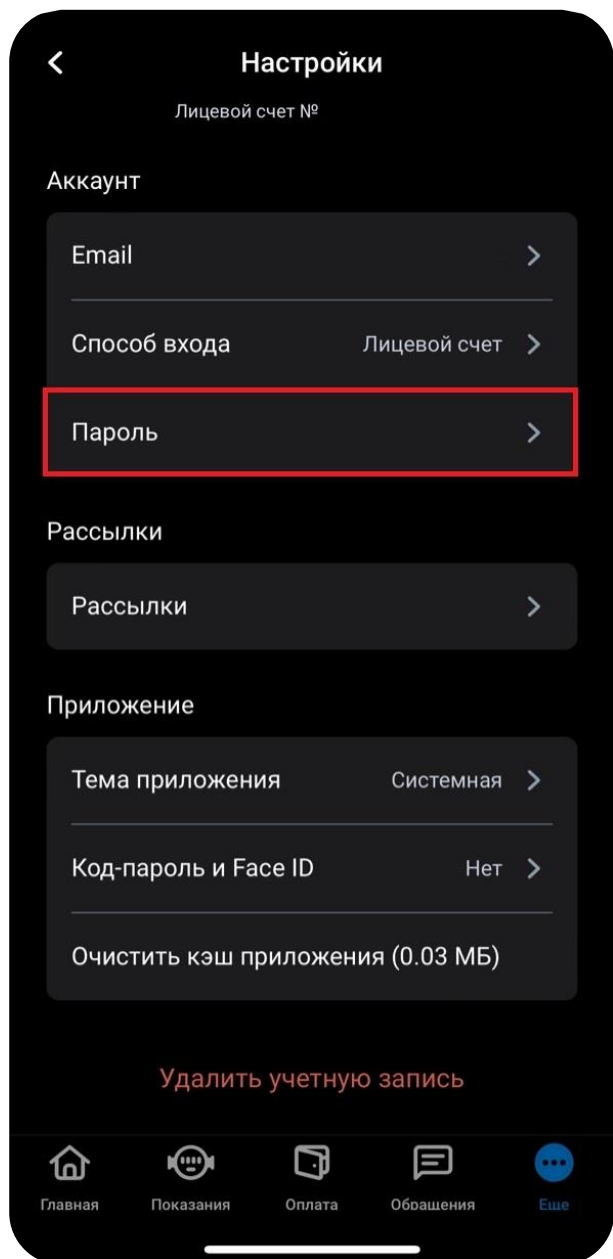 Настройки
Лицевой счет №
Аккаунт
Email
Способ входа Лицевой счет
Пароль
Рассылки
Рассылки
Приложение
Тема приложения Системная
Код-пароль и Face ID Нет
Очистить кэш приложения (0.03 МБ)
Удалить учетную запись
Главная Показания Оплата Обращения Еще